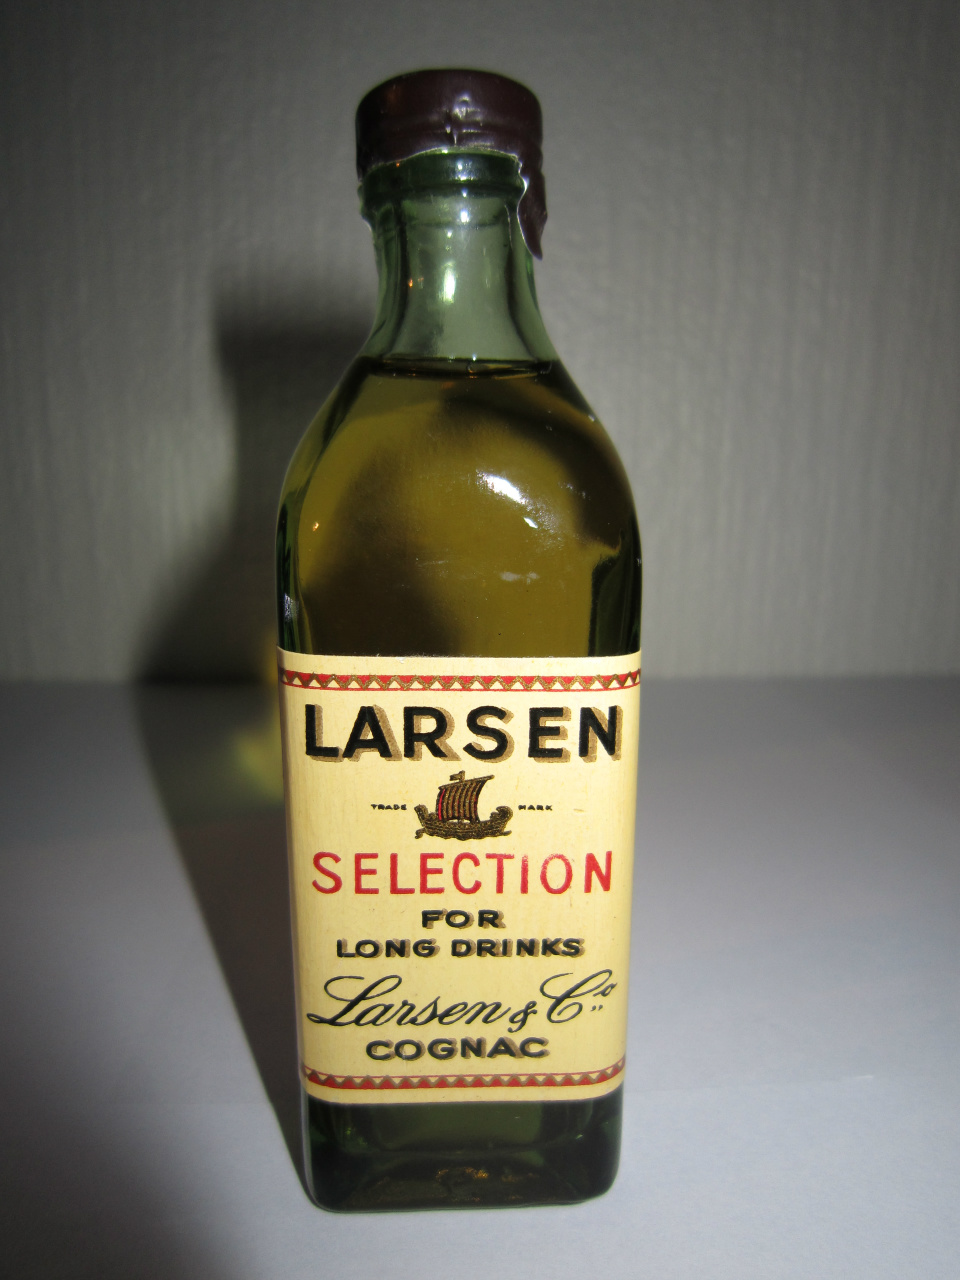 LARSEN
TRADE MARK
SELECTION
FOR
LONG DRINKS
Larsen & Cº
COGNAC